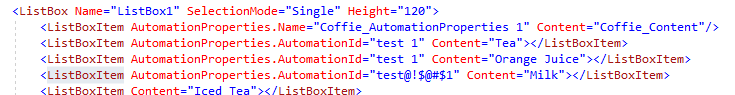 <ListBox Name="ListBox1" SelectionMode="Single" Height="120">
<ListBoxItem AutomationProperties.Name="Coffie_AutomationProperties 1" Content="Coffie_Content"/>
<ListBoxItem AutomationProperties.AutomationId="test 1" Content="Tea"></ListBoxItem>
<ListBoxItem AutomationProperties.AutomationId="test 1" Content="Orange Juice"></ListBoxItem>
<ListBoxItem AutomationProperties.AutomationId="test@!$@#$1" Content="Milk"></ListBoxItem>
<ListBoxItem Content="Iced Tea"></ListBoxItem>